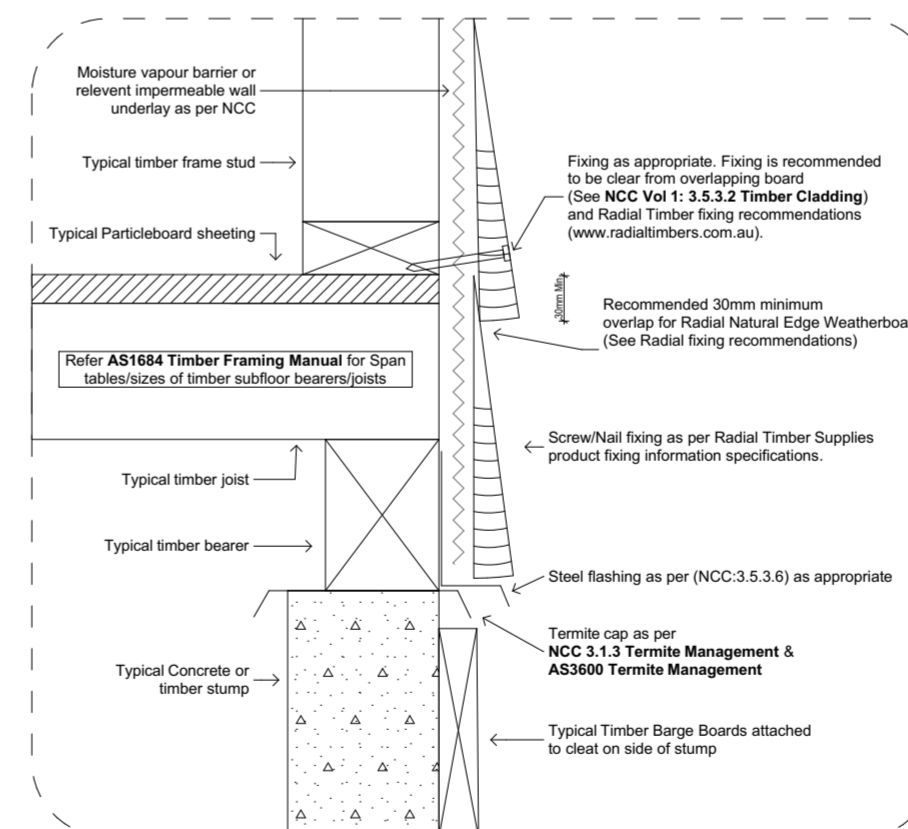 Moisture vapour barrier or
relevent impermeable wall
underlay as per NCC
Typical timber frame stud
Typical Particleboard sheeting
Fixing as appropriate. Fixing is recommended
to be clear from overlapping board
(See NCC Vol 1: 3.5.3.2 Timber Cladding)
and Radial Timber fixing recommendations
(www.radialtimbers.com.au).
30mm Min
Recommended 30mm minimum
overlap for Radial Natural Edge Weatherboa
(See Radial fixing recommendations)
Refer AS1684 Timber Framing Manual for Span
tables/sizes of timber subfloor bearers/joists
Screw/Nail fixing as per Radial Timber Supplies
product fixing information specifications.
Typical timber joist
Typical timber bearer
Steel flashing as per (NCC:3.5.3.6) as appropriate
Termite cap as per
NCC 3.1.3 Termite Management &
AS3600 Termite Management
Typical Concrete or
timber stump
Typical Timber Barge Boards attached
to cleat on side of stump